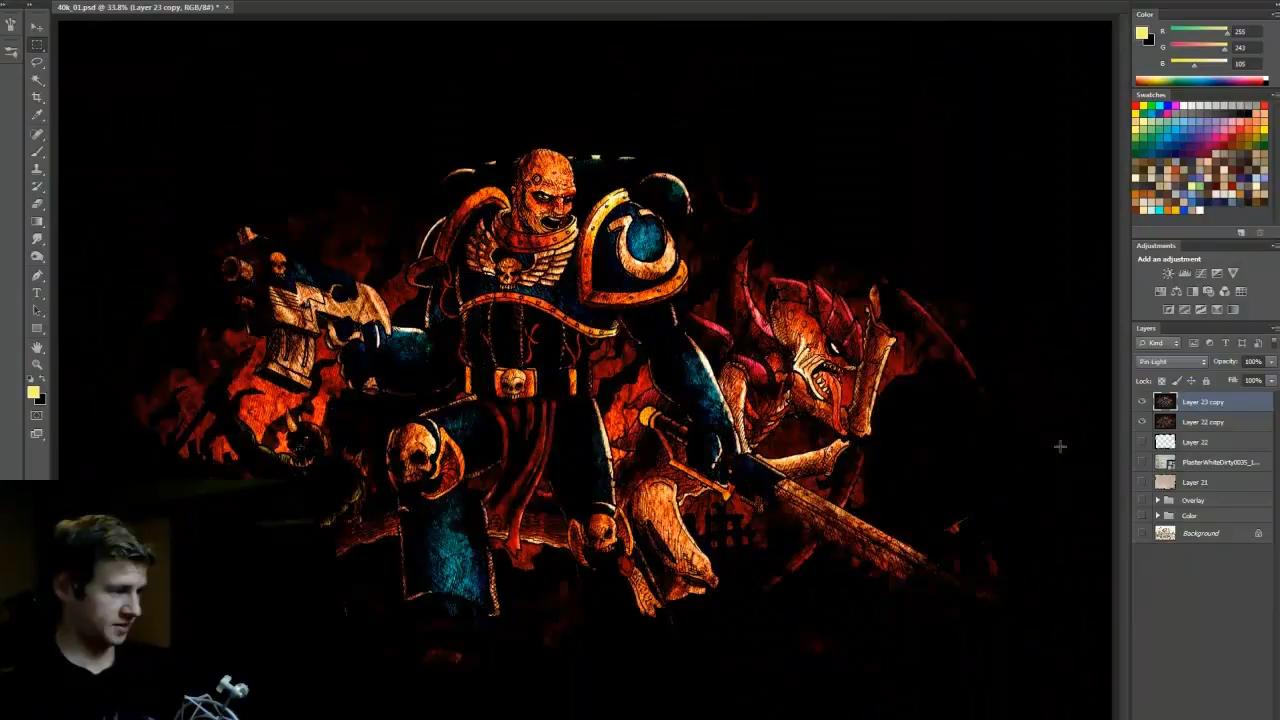 40k_01.psd @ 33.8% (Layer 23 copy, RGB/8#) * ×
Color
R 255
G 243
B 105
Swatches
Adjustments
Add an adjustment
Layers
Kind
Pin Light Opacity: 100%
Lock: Fill: 100%
Layer 23 copy
Layer 22 copy
Layer 22
PlasterWhiteDirty0035_1...
Layer 21
Overlay
Color
Background